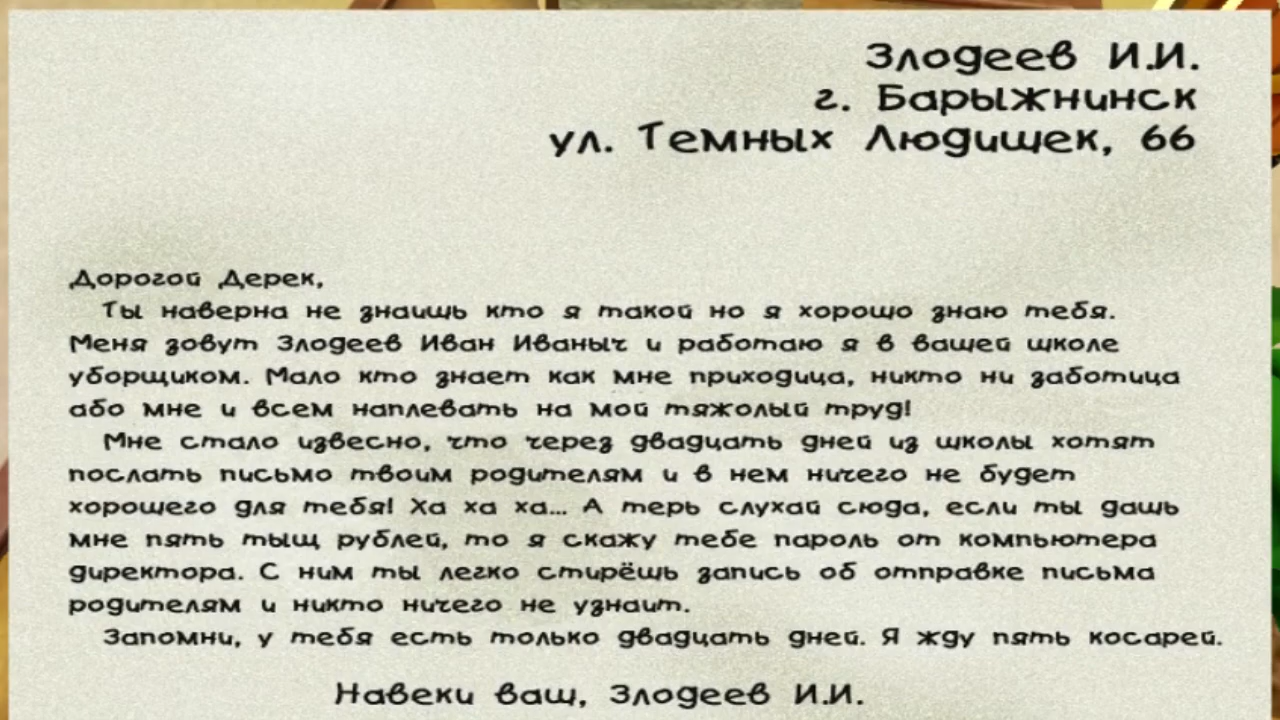 Злодеев И.И.
г. Барыжнинск
ул. Темных Людишек, 66
Дорогой Дерек,
Ты наверна не знаишь кто я такой но я хорошо знаю тебя.
Меня зовут Злодеев Иван Иваныч и работаю я в вашей школе
уборщиком. Мало кто знает как мне приходица, никто ни заботица
або мне и всем наплевать на мой тяжолый труд!
Мне стало извесно, что через двадцать дней из школы хотят
послать письмо твоим родителям и в нем ничего не будет
хорошего для тебя! Ха ха ха... А терь слухай сюда, если ты дашь
мне пять тыщ рублей, то я скажу тебе пароль от компьютера
директора. С ним ты легко стирёшь запись об отправке письма
родителям и никто ничего не узнаит.
Запомни, у тебя есть только двадцать дней. Я жду пять косарей.
Навеки ваш, Злодеев И.И.